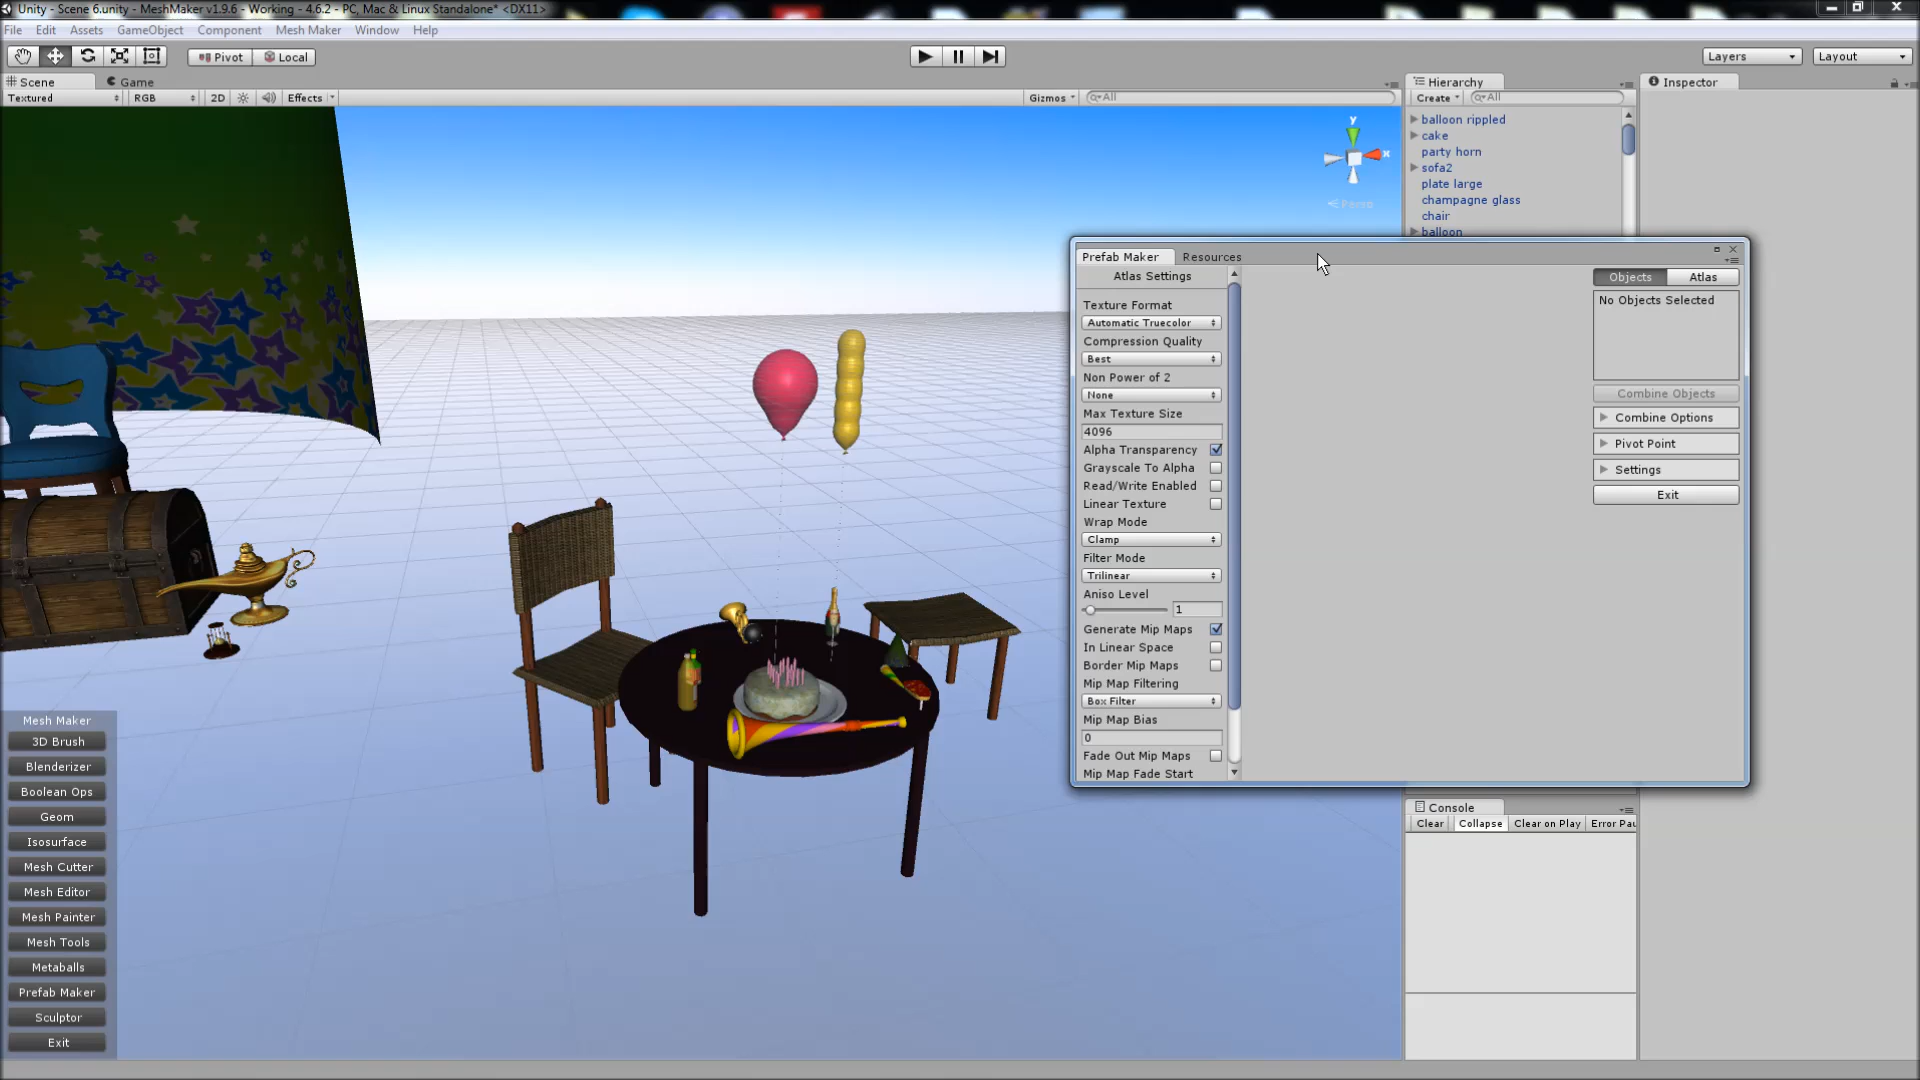 Unity - Scene 6.unity - MeshMaker v1.9.6 - Working - 4.6.2 - PC, Mac & Linux Standalone* <DX11>
File Edit Assets GameObject Component Mesh Maker Window Help
Pivot Local Layers Layout
Scene Game Hierarchy Inspector
Textured RGB 2D Effects Gizmos All Create All
y
x
Persp
balloon rippled
cake
party horn
sofa2
plate large
champagne glass
chair
balloon
Prefab Maker Resources
Atlas Settings
Texture Format
Automatic Truecolor
Compression Quality
Best
Non Power of 2
None
Max Texture Size
4096
Alpha Transparency
Grayscale To Alpha
Read/Write Enabled
Linear Texture
Wrap Mode
Clamp
Filter Mode
Trilinear
Aniso Level
1
Generate Mip Maps
In Linear Space
Border Mip Maps
Mip Map Filtering
Box Filter
Mip Map Bias
0
Fade Out Mip Maps
Mip Map Fade Start
Objects Atlas
No Objects Selected
Combine Objects
Combine Options
Pivot Point
Settings
Exit
Console
Clear Collapse Clear on Play Error Pau
Mesh Maker
3D Brush
Blenderizer
Boolean Ops
Geom
Isosurface
Mesh Cutter
Mesh Editor
Mesh Painter
Mesh Tools
Metaballs
Prefab Maker
Sculptor
Exit